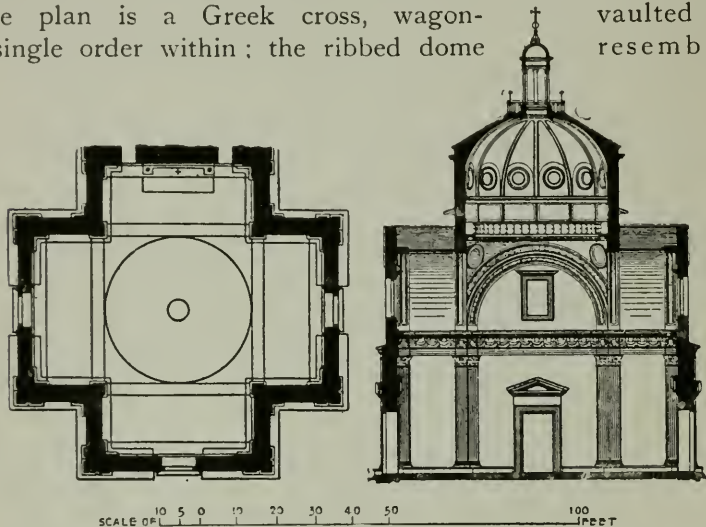 e plan is a Greek cross, wagon-
single order within ; the ribbed dome
vaulted
resemb
SCALE OF 10 5 0 10 20 30 40 50 100 FEET